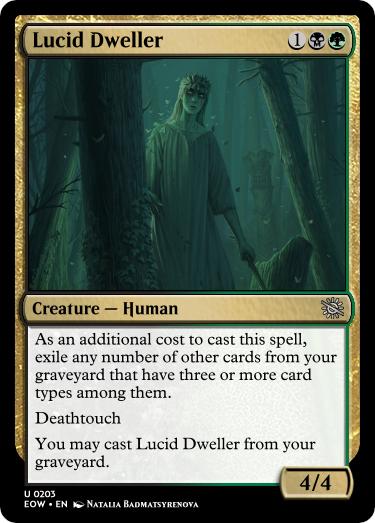 Lucid Dweller 1
Creature — Human
As an additional cost to cast this spell,
exile any number of other cards from your
graveyard that have three or more card
types among them.
Deathtouch
You may cast Lucid Dweller from your
graveyard.
4/4
U 0203
EOW • EN Natalia Badmatsyrenova